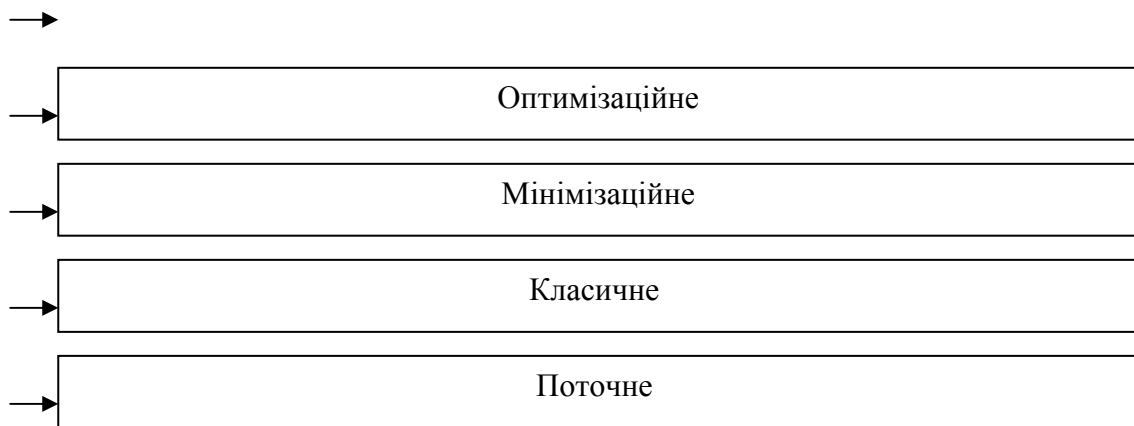 Оптимізаційне
Мінімізаційне
Класичне
Поточне